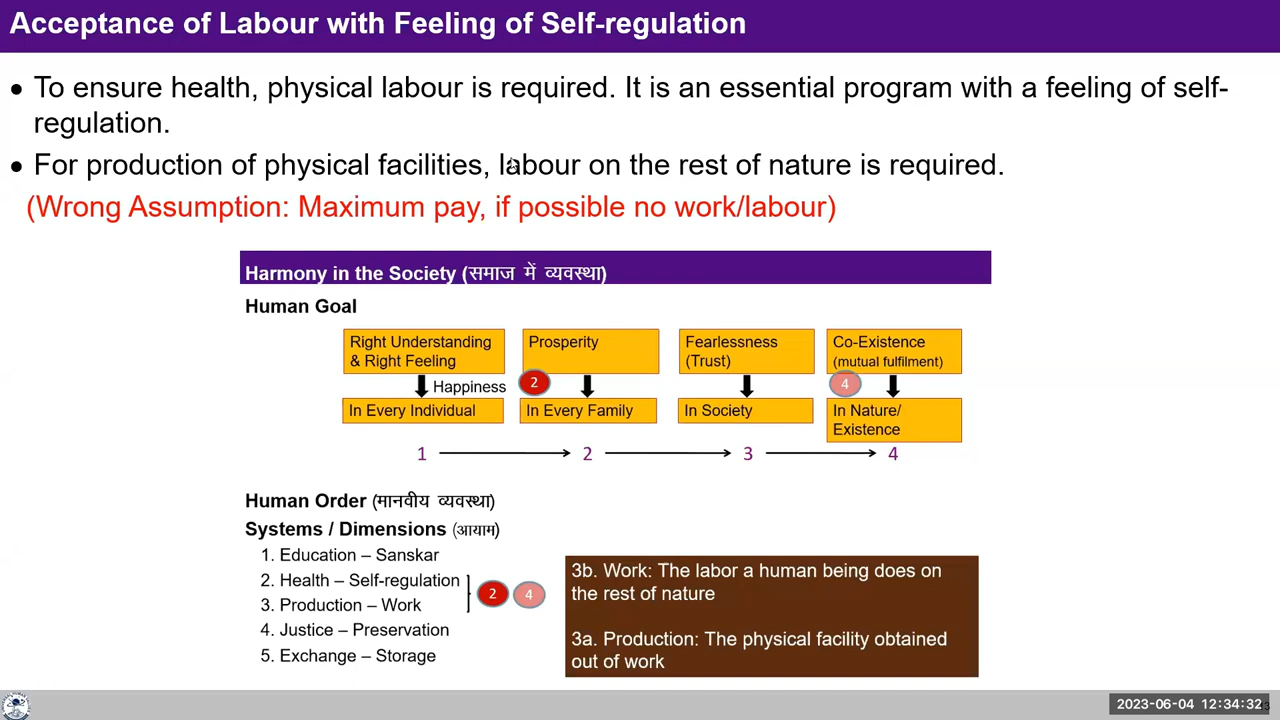 Acceptance of Labour with Feeling of Self-regulation
• To ensure health, physical labour is required. It is an essential program with a feeling of self-
regulation.
• For production of physical facilities, labour on the rest of nature is required.
(Wrong Assumption: Maximum pay, if possible no work/labour)
Harmony in the Society (समाज में व्यवस्था)
Human Goal
Right Understanding
& Right Feeling
Prosperity
Fearlessness
(Trust)
Co-Existence
(mutual fulfilment)
Happiness
2
4
In Every Individual
In Every Family
In Society
In Nature/
Existence
1
2
3
4
Human Order (मानवीय व्यवस्था)
Systems / Dimensions (आयाम)
1. Education – Sanskar
2. Health – Self-regulation
3. Production – Work
2
4
4. Justice – Preservation
5. Exchange – Storage
3b. Work: The labor a human being does on
the rest of nature
3a. Production: The physical facility obtained
out of work
2023-06-04 12:34:32